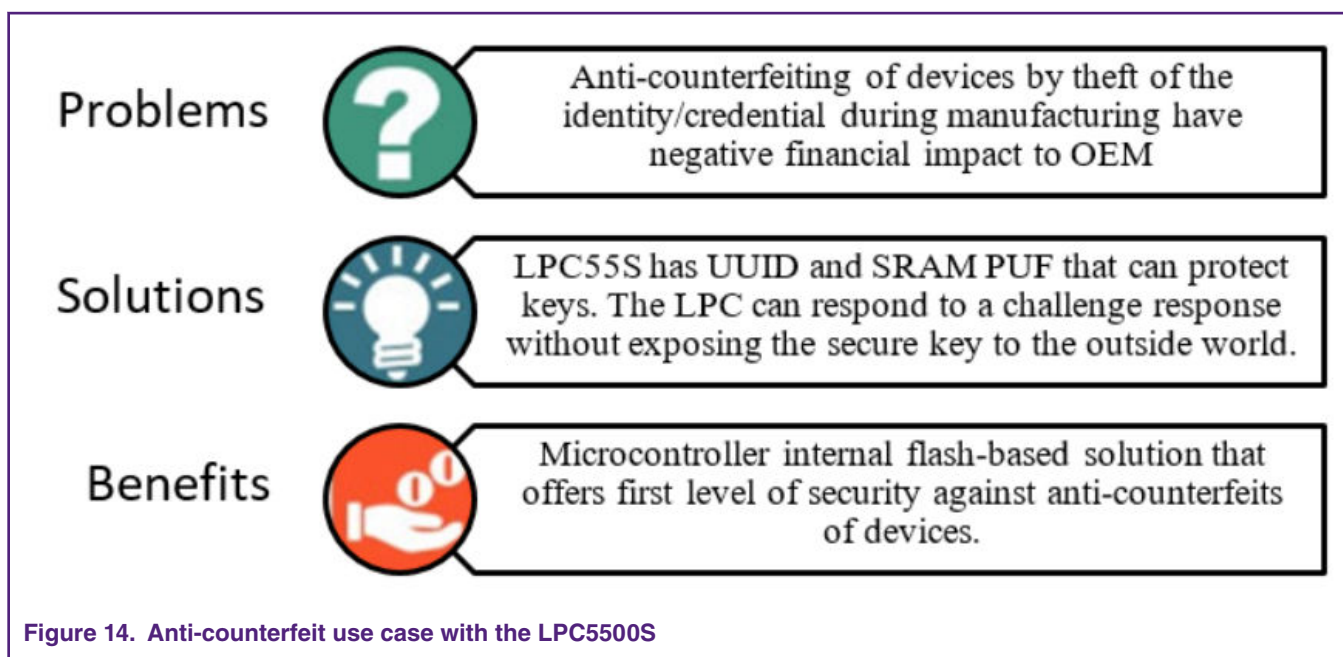 Problems
Anti-counterfeiting of devices by theft of the
identity/credential during manufacturing have
negative financial impact to OEM
Solutions
LPC55S has UUID and SRAM PUF that can protect
keys. The LPC can respond to a challenge response
without exposing the secure key to the outside world.
Benefits
Microcontroller internal flash-based solution that
offers first level of security against anti-counterfeits
of devices.
Figure 14. Anti-counterfeit use case with the LPC5500S